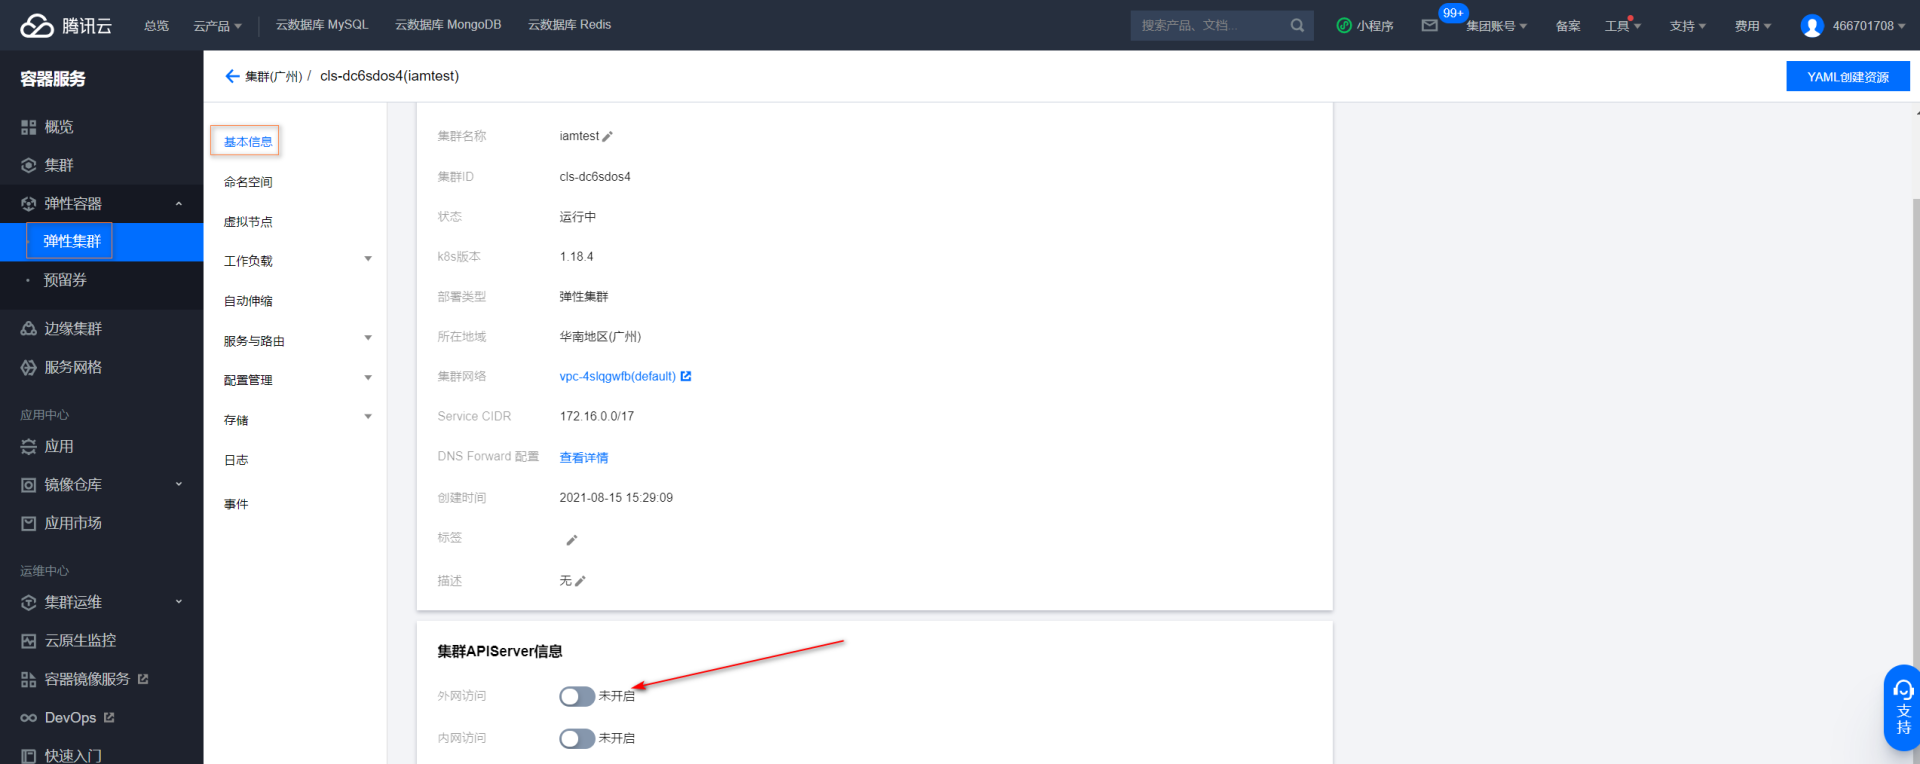 腾讯云
总览
云产品
云数据库 MySQL
云数据库 MongoDB
云数据库 Redis
搜索产品、文档...
小程序
99+
集团账号
备案
工具
支持
费用
466701708
容器服务
概览
集群
弹性容器
弹性集群
预留券
边缘集群
服务网格
应用中心
应用
镜像仓库
应用市场
运维中心
集群运维
云原生监控
容器镜像服务
DevOps
快速入门
集群(广州) / cls-dc6sdos4(iamtest)
YAML创建资源
基本信息
命名空间
虚拟节点
工作负载
自动伸缩
服务与路由
配置管理
存储
日志
事件
集群名称 iamtest
集群ID cls-dc6sdos4
状态 运行中
k8s版本 1.18.4
部署类型 弹性集群
所在地域 华南地区(广州)
集群网络 vpc-4slqgwfb(default)
Service CIDR 172.16.0.0/17
DNS Forward 配置 查看详情
创建时间 2021-08-15 15:29:09
标签
描述 无
集群APIServer信息
外网访问 未开启
内网访问 未开启
支持